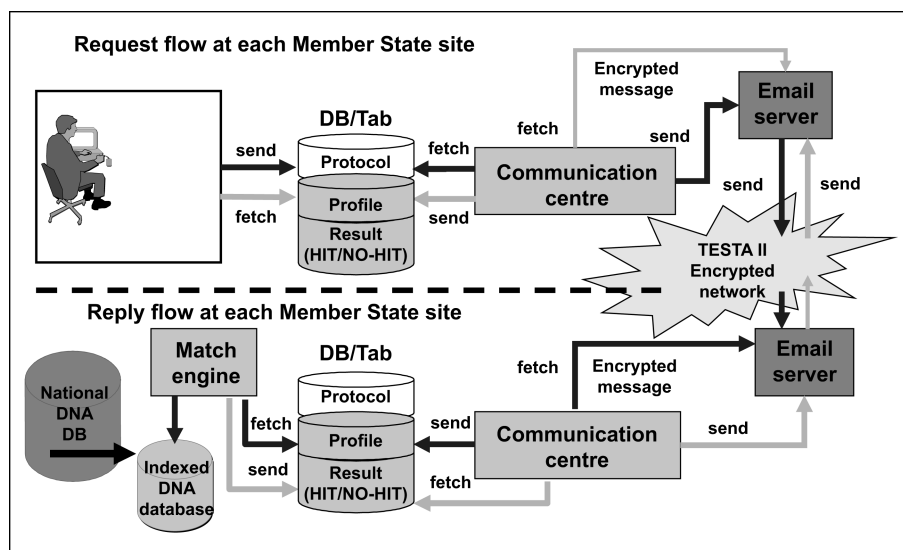 Request flow at each Member State site
Encrypted
message
Email
server
DB/Tab
fetch
send
send
Protocol
fetch
Communication
centre
send
send
fetch
Profile
send
Result
(HIT/NO-HIT)
TESTA II
Encrypted
network
Reply flow at each Member State site
Match
engine
DB/Tab
fetch
Encrypted
message
Email
server
National
DNA
DB
Protocol
fetch
send
Profile
Communication
centre
send
send
Result
(HIT/NO-HIT)
fetch
Indexed
DNA
database